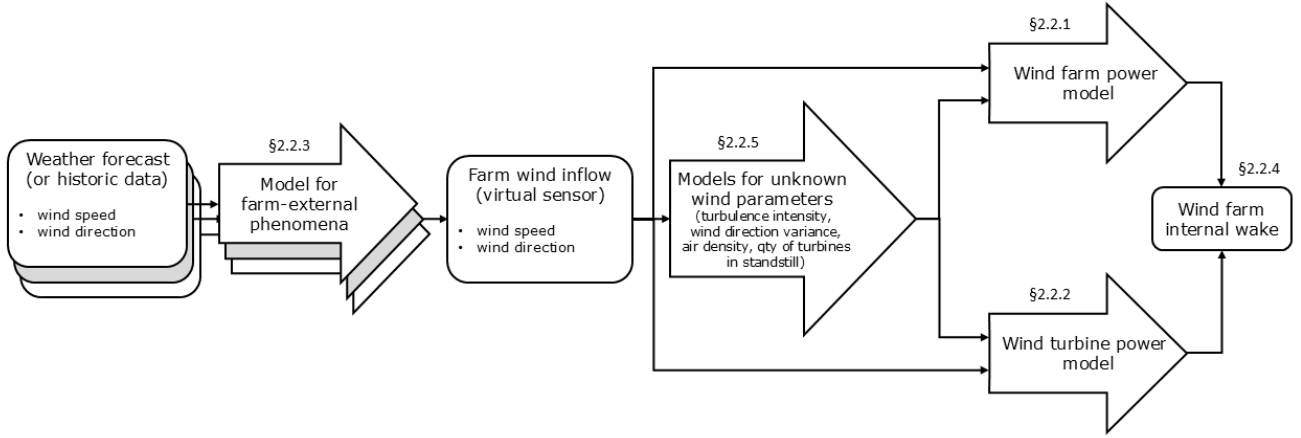 Weather forecast
(or historic data)
• wind speed
• wind direction
§2.2.3
Model for
farm-external
phenomena
Farm wind inflow
(virtual sensor)
• wind speed
• wind direction
§2.2.5
Models for unknown
wind parameters
(turbulence intensity,
wind direction variance,
air density, qty of turbines
in standstill)
§2.2.1
Wind farm power
model
§2.2.2
Wind turbine power
model
§2.2.4
Wind farm
internal wake